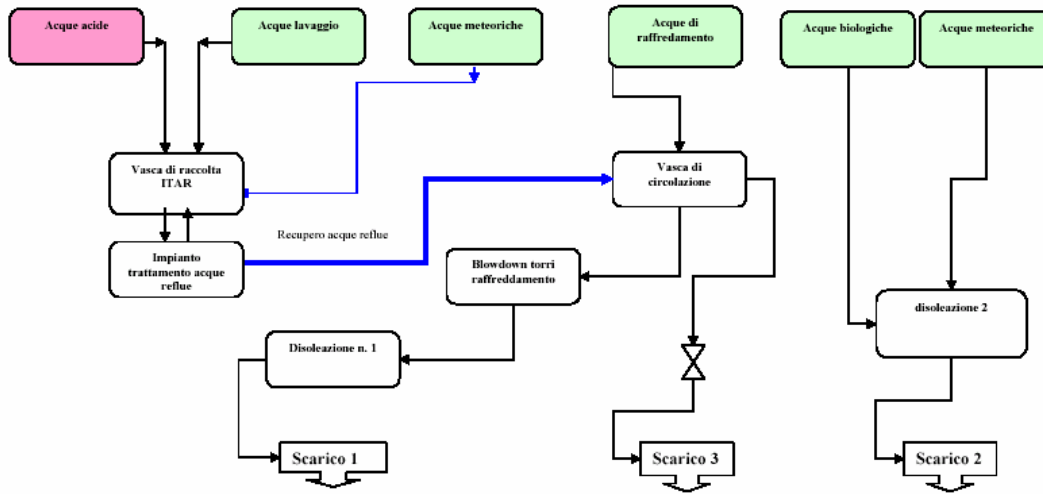 Acque acide
Acque lavaggio
Acque meteoriche
Acque di
raffredamento
Acque biologiche
Acque meteoriche
Vasca di raccolta
ITAR
Vasca di
circolazione
Recupero acque reflue
Impianto
trattamento acque
reflue
Blowdown torri
raffreddamento
disoleazione 2
Disoleazione n. 1
Scarico 1
Scarico 3
Scarico 2